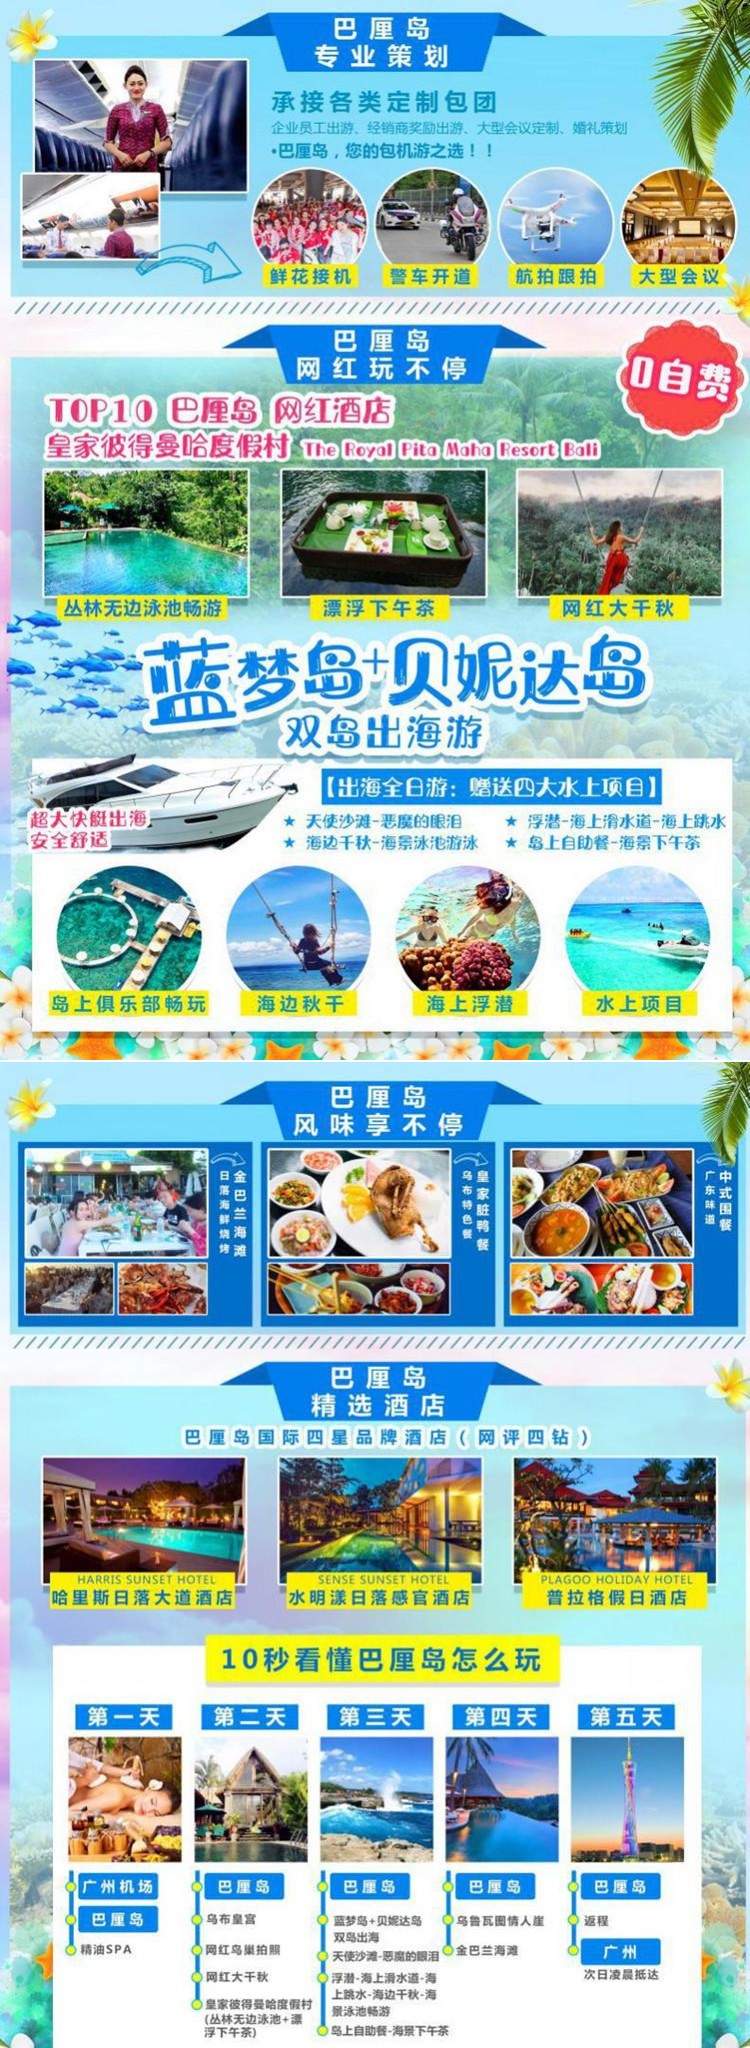 巴厘岛
专业策划
承接各类定制包团
企业员工出游、经销商奖励出游、大型会议定制、婚礼策划
•巴厘岛，您的包机游之选！！
鲜花接机
警车开道
航拍跟拍
大型会议
巴厘岛
网红玩不停
0自费
TOP10 巴厘岛 网红酒店
皇家彼得曼哈度假村 The Royal Pita Maha Resort Bali
丛林无边泳池畅游
漂浮下午茶
网红大千秋
蓝梦岛+贝妮达岛
双岛出海游
【出海全日游：赠送四大水上项目】
超大快艇出海
安全舒适
★ 天使沙滩-恶魔的眼泪
★ 浮潜-海上滑水道-海上跳水
★ 海边千秋-海景泳池游泳
★ 岛上自助餐-海景下午茶
岛上俱乐部畅玩
海边秋千
海上浮潜
水上项目
巴厘岛
风味享不停
金巴兰海滩
日落海鲜烧烤
皇家脏鸭餐
乌布特色餐
中式围餐
广东味道
巴厘岛
精选酒店
巴厘岛国际四星品牌酒店（网评四钻）
HARRIS SUNSET HOTEL
哈里斯日落大道酒店
SENSE SUNSET HOTEL
水明漾日落感官酒店
PLAGOO HOLIDAY HOTEL
普拉格假日酒店
10秒看懂巴厘岛怎么玩
第一天
第二天
第三天
第四天
第五天
广州机场
巴厘岛
精油SPA
巴厘岛
乌布皇宫
网红鸟巢拍照
网红大千秋
皇家彼得曼哈度假村
(丛林无边泳池+漂
浮下午茶)
巴厘岛
蓝梦岛+贝妮达岛
双岛出海
天使沙滩-恶魔的眼泪
浮潜-海上滑水道-海
上跳水-海边千秋-海
景泳池畅游
岛上自助餐-海景下午茶
巴厘岛
乌鲁瓦图情人崖
金巴兰海滩
巴厘岛
返程
广州
次日凌晨抵达